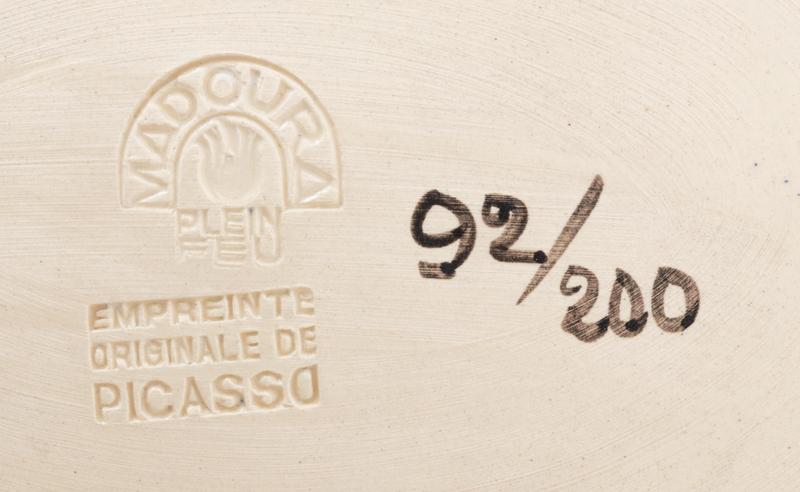 MADOURA
PLEIN
FEU
EMPREINTE
ORIGINALE DE
PICASSO
92/200